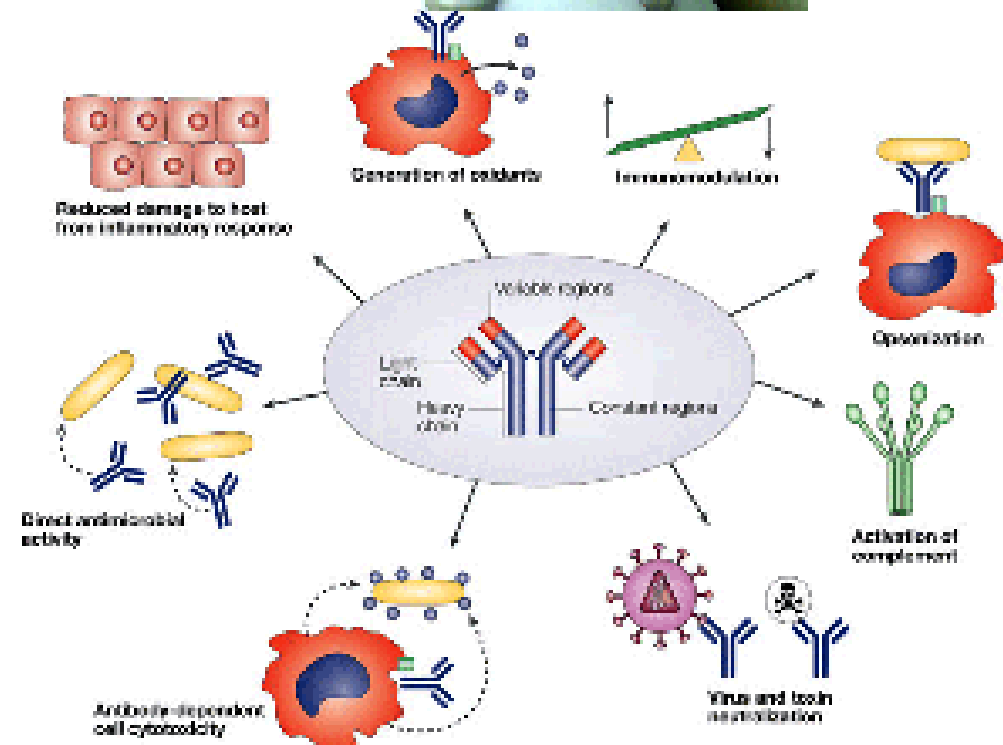 Generation of oxidants
Immunomodulation
Reduced damage to host
from inflammatory response
Opsonization
Variable regions
Light
chain
Heavy
chain
Constant regions
Direct antimicrobial
activity
Activation of
complement
Antibody-dependent
cell cytotoxicity
Virus and toxin
neutralization